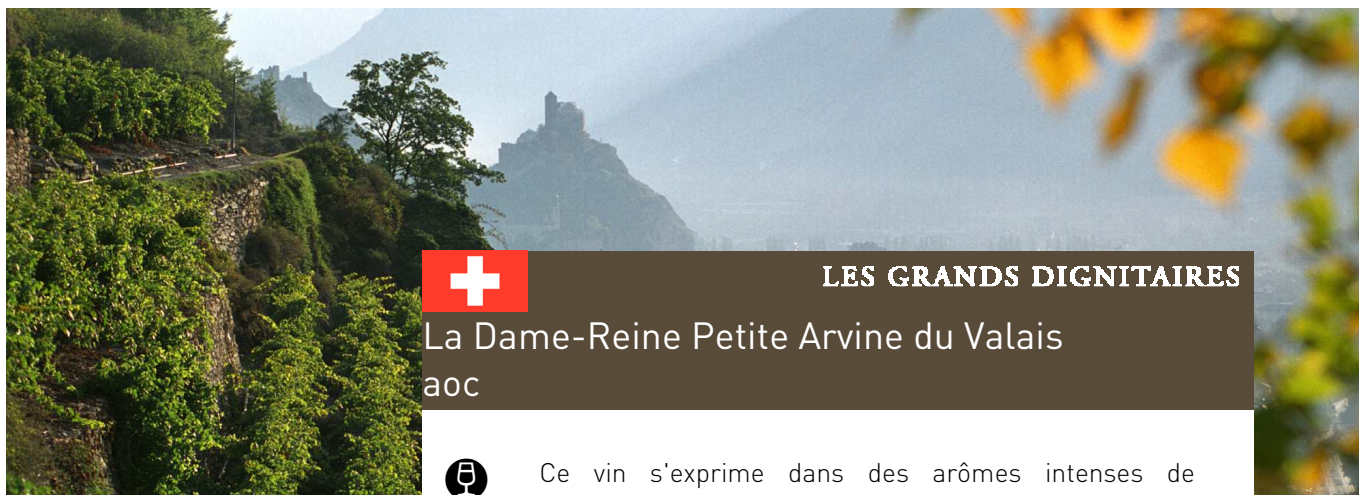 LES GRANDS DIGNITAIRES
La Dame-Reine Petite Arvine du Valais
aoc
Ce vin s'exprime dans des arômes intenses de